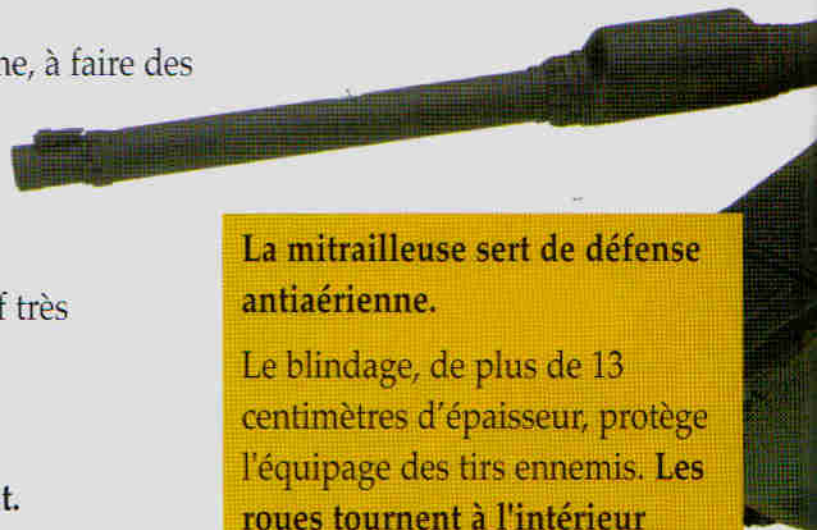 ne, à faire des
f très
t.
La mitrailleuse sert de défense
antiaérienne.
Le blindage, de plus de 13
centimètres d'épaisseur, protège
l'équipage des tirs ennemis. Les
roues tournent à l'intérieur